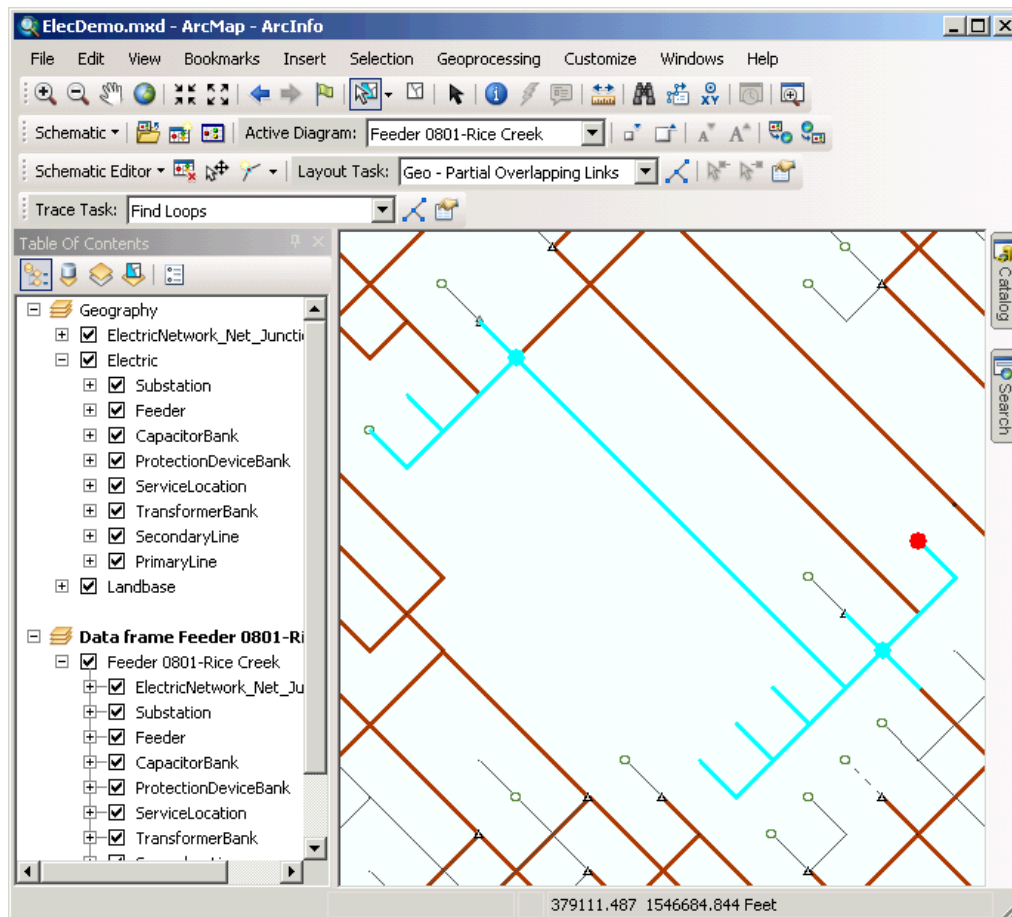 ElecDemo.mxd - ArcMap - ArcInfo
File Edit View Bookmarks Insert Selection Geoprocessing Customize Windows Help
XY
Schematic Active Diagram: Feeder 0801-Rice Creek A A
Schematic Editor Layout Task: Geo - Partial Overlapping Links
Trace Task: Find Loops
Table Of Contents
Geography
ElectricNetwork_Net_Juncti
Electric
Substation
Feeder
CapacitorBank
ProtectionDeviceBank
ServiceLocation
TransformerBank
SecondaryLine
PrimaryLine
Landbase
Data frame Feeder 0801-Ri
Feeder 0801-Rice Creek
ElectricNetwork_Net_Ju
Substation
Feeder
CapacitorBank
ProtectionDeviceBank
ServiceLocation
TransformerBank
Catalog
Search
379111.487 1546684.844 Feet